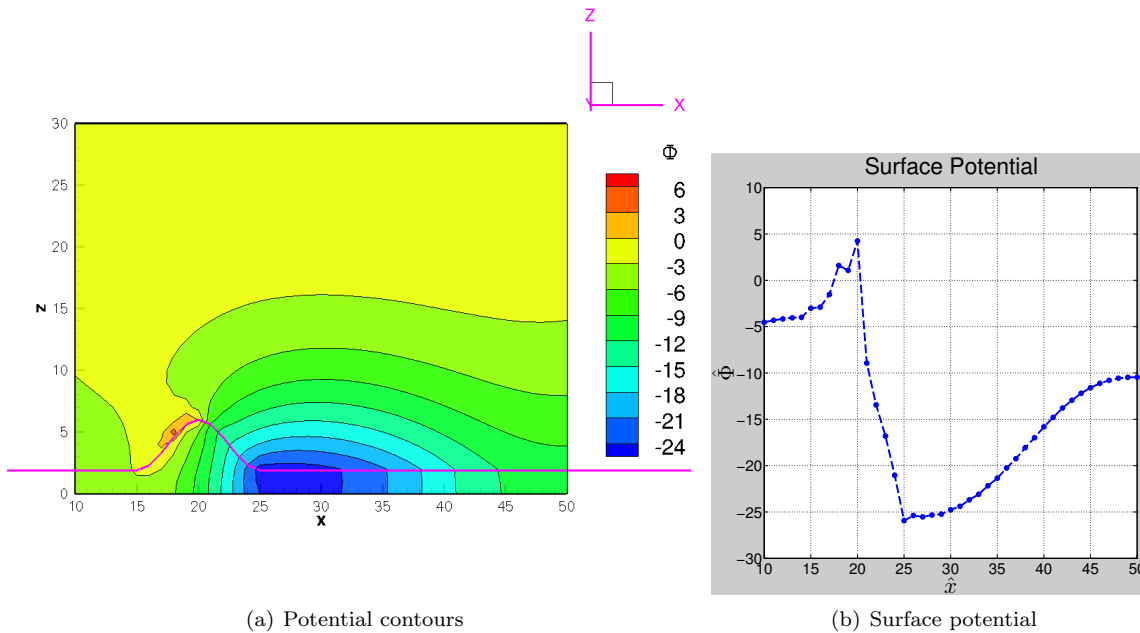 Z
Y
X
30
25
20
15
10
5
0
z
10 15 20 25 30 35 40 45 50
x
Φ
6
3
0
-3
-6
-9
-12
-15
-18
-21
-24
(a) Potential contours
Surface Potential
10
5
0
−5
−10
−15
−20
−25
−30
Φ̂
10 15 20 25 30 35 40 45 50
x̂
(b) Surface potential